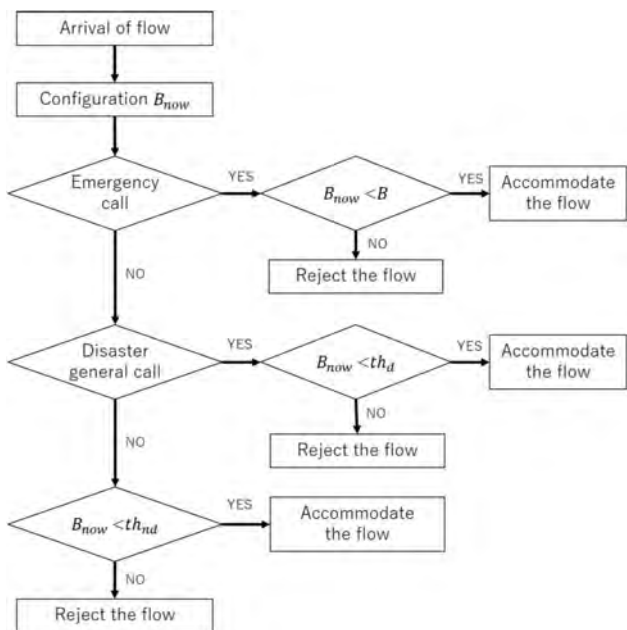 Arrival of flow
Configuration B_now
Emergency
call
YES
B_now < B
YES
Accommodate
the flow
NO
Reject the flow
NO
Disaster
general call
YES
B_now < th_d
YES
Accommodate
the flow
NO
Reject the flow
NO
B_now < th_nd
YES
Accommodate
the flow
NO
Reject the flow